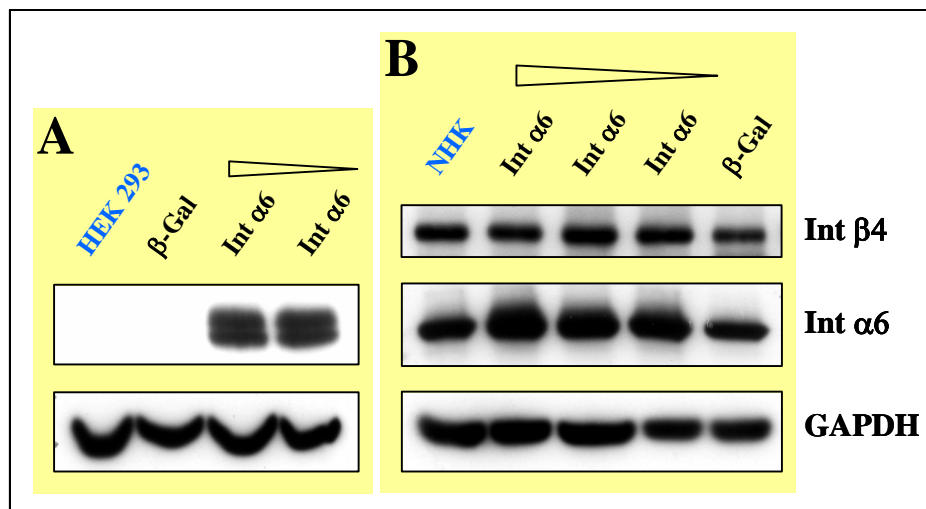 A
HEK 293
β-Gal
Int α6
Int α6
B
NHK
Int α6
Int α6
Int α6
β-Gal
Int β4
Int α6
GAPDH